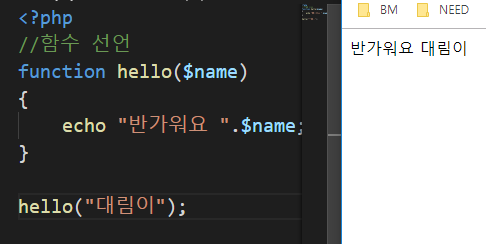 <?php
//함수 선언
function hello($name)
{
    echo "반가워요 ".$name;
}
hello("대림이");
BM NEED
반가워요 대림이